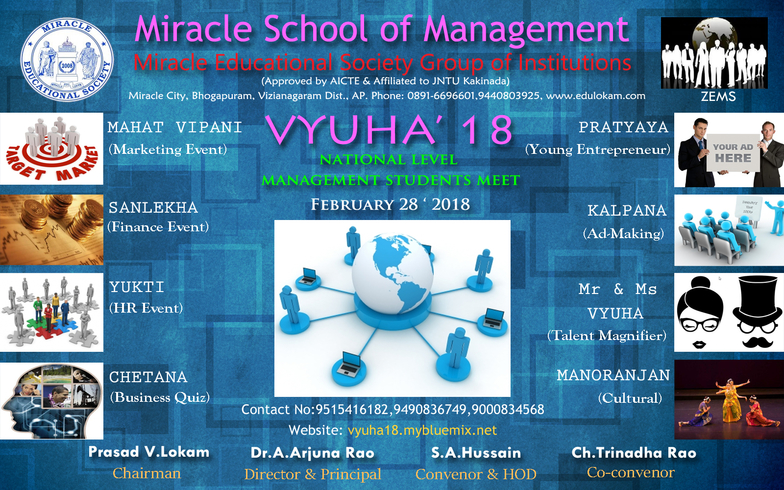 Miracle School of Management
Miracle Educational Society Group of Institutions
(Approved by AICTE & Affiliated to JNTU Kakinada)
Miracle City, Bhogapuram, Vizianagaram Dist., AP. Phone: 0891-6696601,9440803925, www.edulokam.com
MIRACLE
EDUCATIONAL SOCIETY
ZEMS
VYUHA' 18
NATIONAL LEVEL
MANAGEMENT STUDENTS MEET
FEBRUARY 28 ' 2018
MAHAT VIPANI
(Marketing Event)
TARGET MARKET
SANLEKHA
(Finance Event)
YUKTI
(HR Event)
CHETANA
(Business Quiz)
PRATYAYA
(Young Entrepreneur)
YOUR AD
HERE
KALPANA
(Ad-Making)
Mr & Ms
VYUHA
(Talent Magnifier)
MANORANJAN
(Cultural)
Contact No:9515416182,9490836749,9000834568
Website: vyuha18.mybluemix.net
Prasad V.Lokam
Chairman
Dr.A.Arjuna Rao
Director & Principal
S.A.Hussain
Convenor & HOD
Ch.Trinadha Rao
Co-convenor